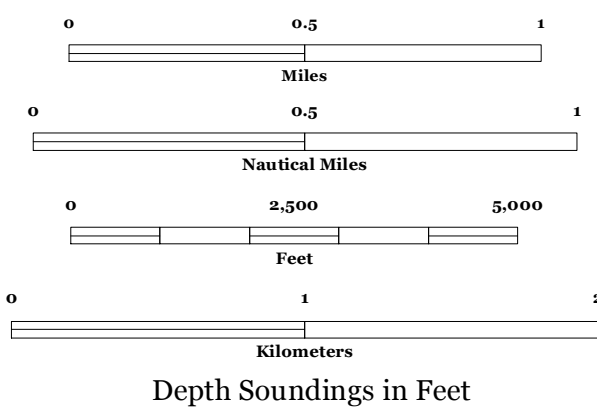 0 0.5 1
Miles
0 0.5 1
Nautical Miles
0 2,500 5,000
Feet
0 1 2
Kilometers
Depth Soundings in Feet